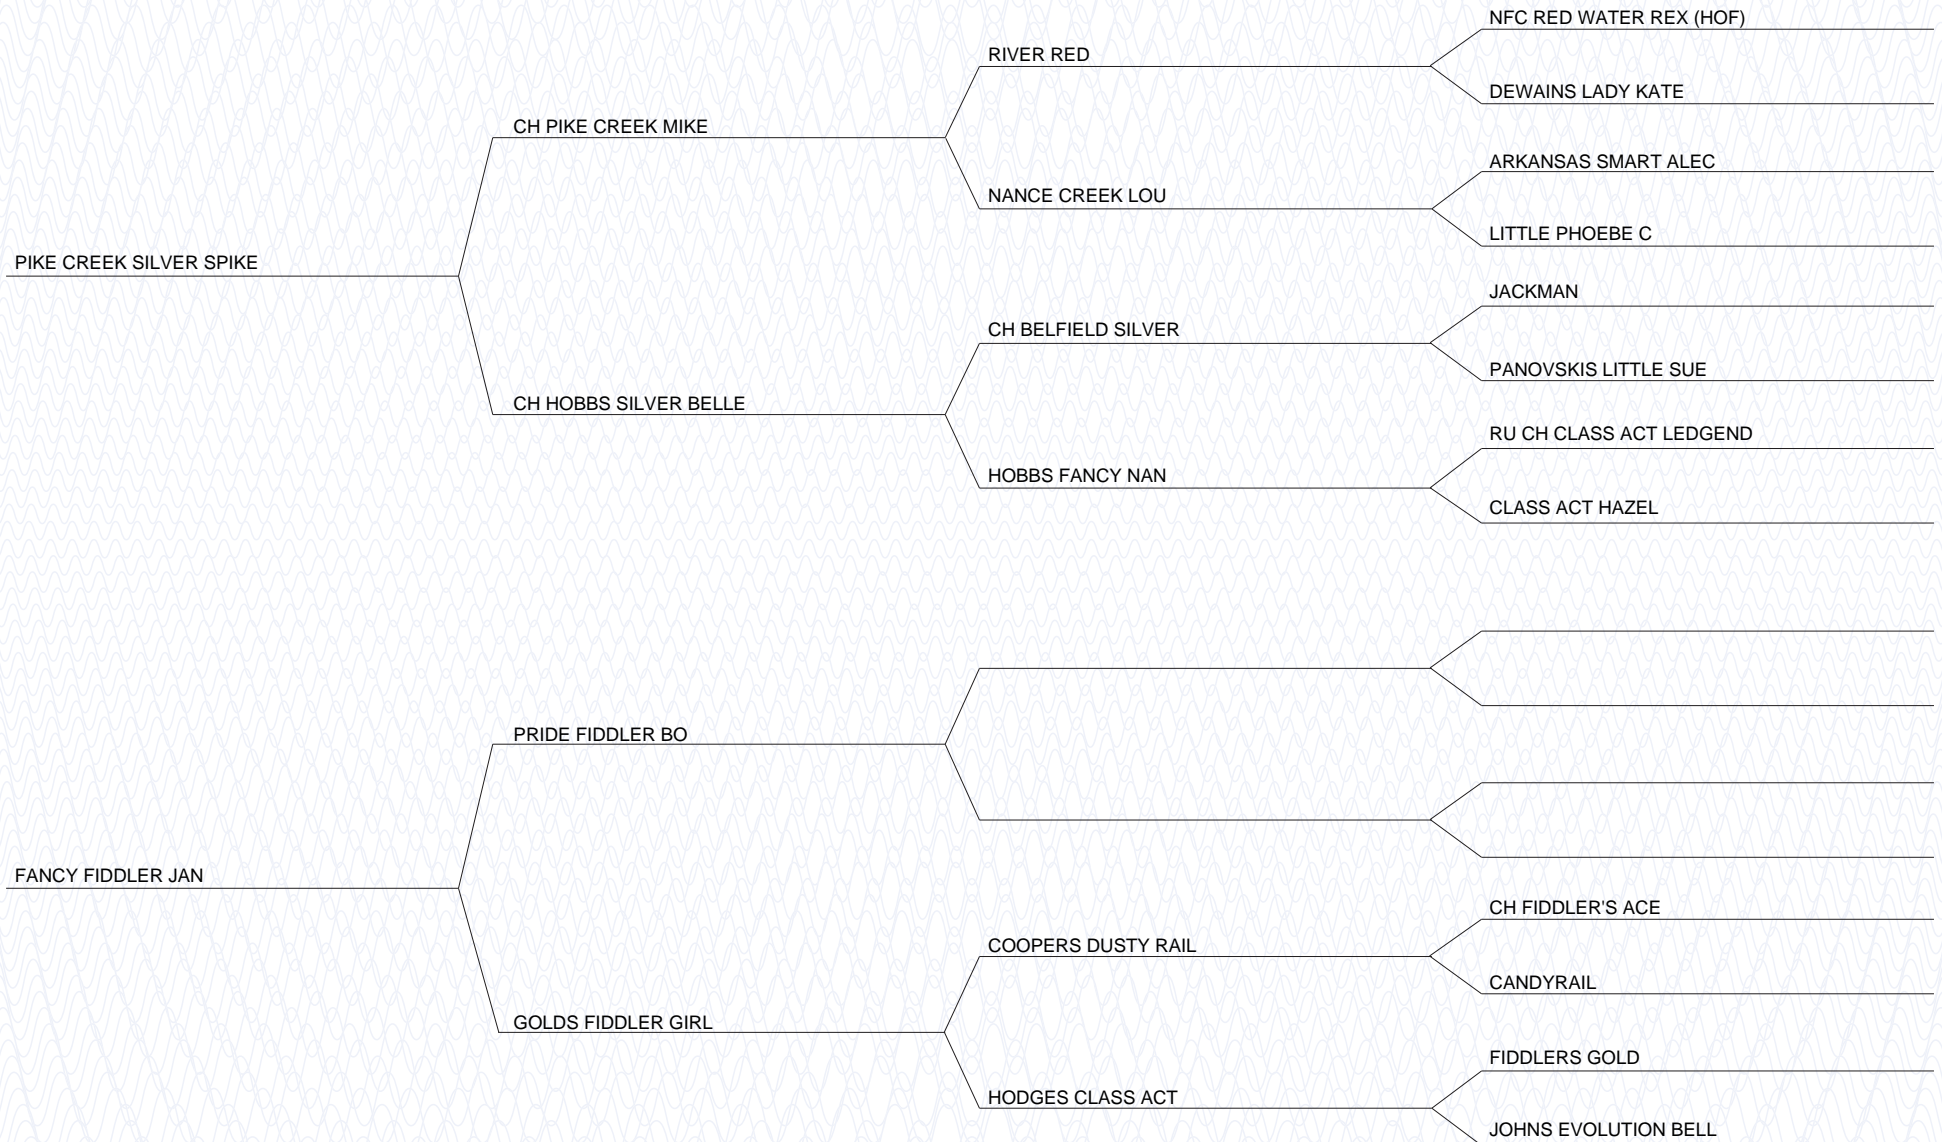 NFC RED WATER REX (HOF)
RIVER RED
DEWAINS LADY KATE
CH PIKE CREEK MIKE
ARKANSAS SMART ALEC
NANCE CREEK LOU
LITTLE PHOEBE C
PIKE CREEK SILVER SPIKE
JACKMAN
CH BELFIELD SILVER
PANOVSKIS LITTLE SUE
CH HOBBS SILVER BELLE
RU CH CLASS ACT LEDGEND
HOBBS FANCY NAN
CLASS ACT HAZEL
PRIDE FIDDLER BO
FANCY FIDDLER JAN
CH FIDDLER'S ACE
COOPERS DUSTY RAIL
CANDYRAIL
GOLDS FIDDLER GIRL
FIDDLERS GOLD
HODGES CLASS ACT
JOHNS EVOLUTION BELL